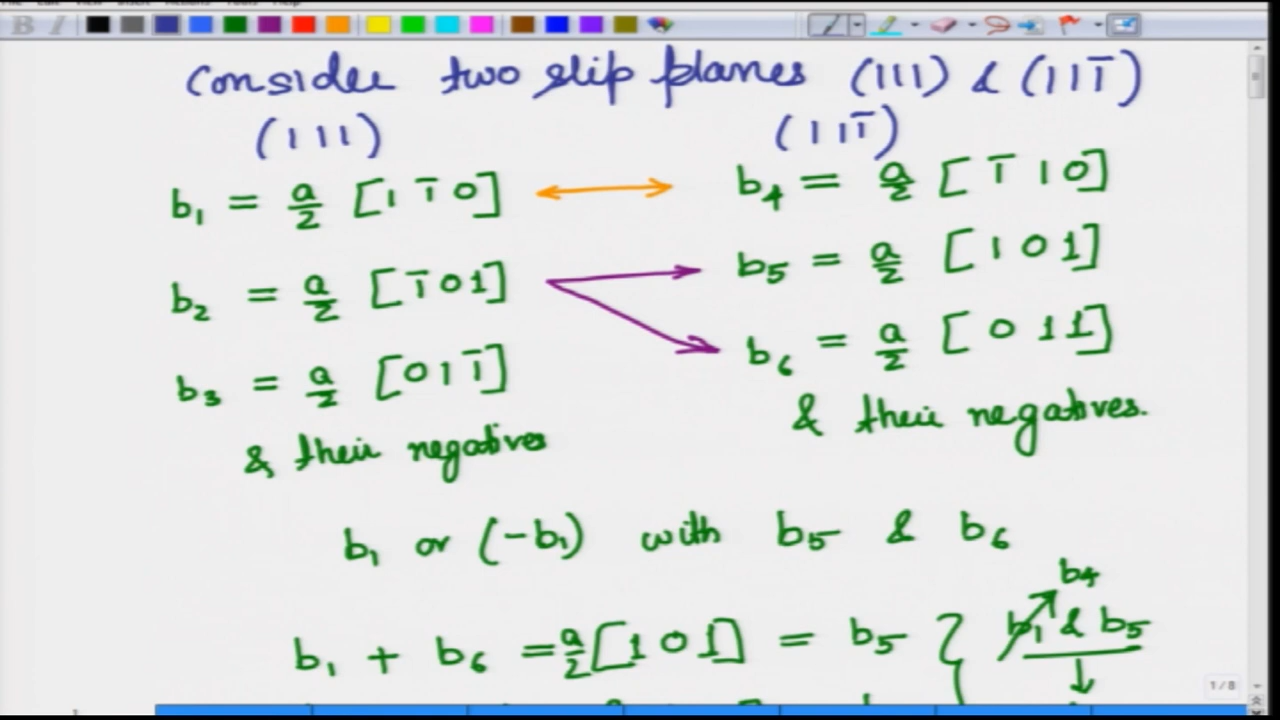 Consider two slip planes (111) & (111̅)
(111) (111̅)
b₁ = a/2 [1 1̅ 0] b₄ = a/2 [1̅ 1 0]
b₂ = a/2 [1̅ 0 1] b₅ = a/2 [1 0 1]
b₃ = a/2 [0 1 1̅] b₆ = a/2 [0 1 1]
& their negatives & their negatives.
b₁ or (-b₁) with b₅ & b₆
b₄
b₁ + b₆ = a/2 [1 0 1] = b₅ } b₁ & b₅
1/8